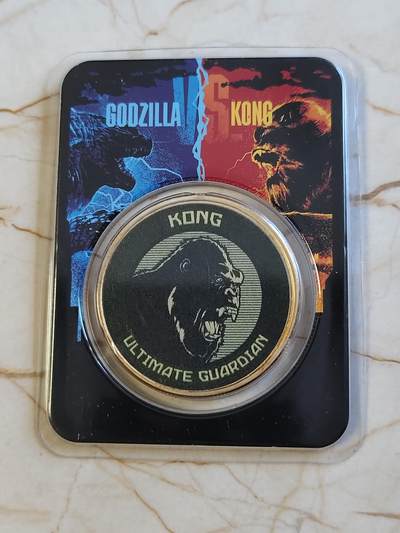 GODZILLA VS KONG
KONG
ULTIMATE GUARDIAN